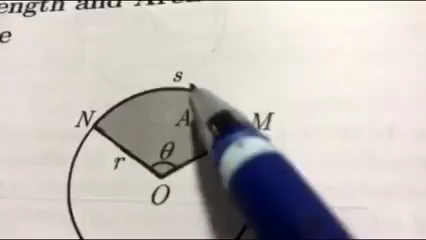 ength and Are
e
s
N A M
r θ
O